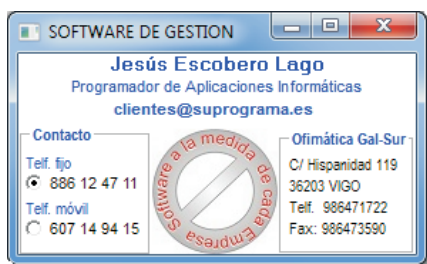 SOFTWARE DE GESTION
Jesús Escobero Lago
Programador de Aplicaciones Informáticas
clientes@suprograma.es
Contacto
Telf. fijo
886 12 47 11
Telf. móvil
607 14 94 15
Software a la medida de cada Empresa
Ofimática Gal-Sur
C/ Hispanidad 119
36203 VIGO
Telf. 986471722
Fax: 986473590